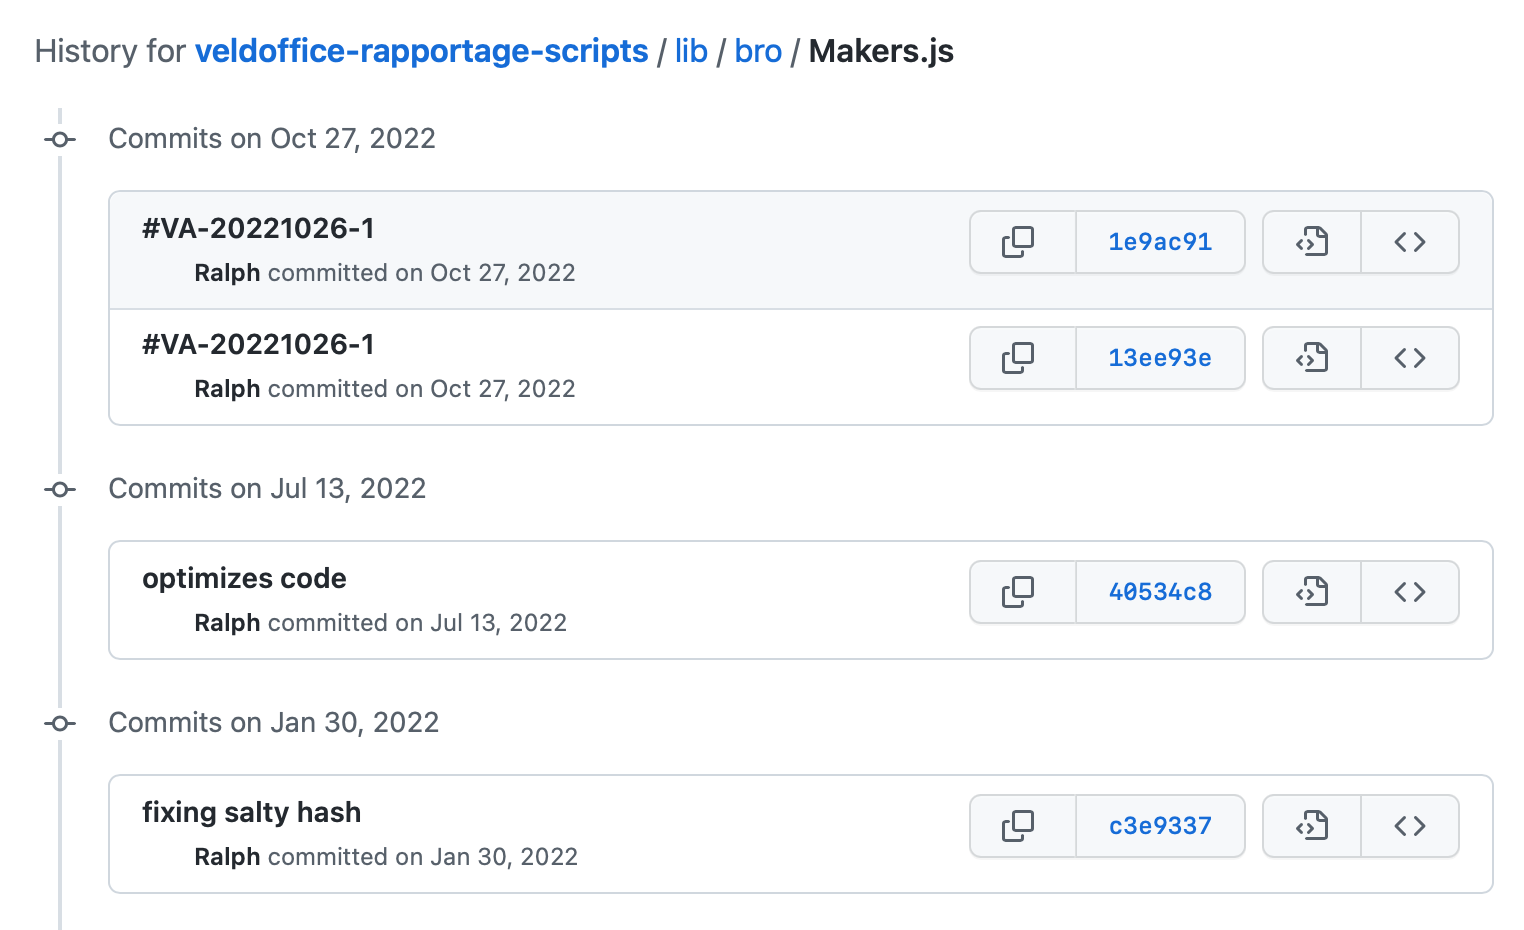 History for veldoffice-rapportage-scripts / lib / bro / Makers.js
Commits on Oct 27, 2022
#VA-20221026-1
1e9ac91
Ralph committed on Oct 27, 2022
#VA-20221026-1
13ee93e
Ralph committed on Oct 27, 2022
Commits on Jul 13, 2022
optimizes code
40534c8
Ralph committed on Jul 13, 2022
Commits on Jan 30, 2022
fixing salty hash
c3e9337
Ralph committed on Jan 30, 2022